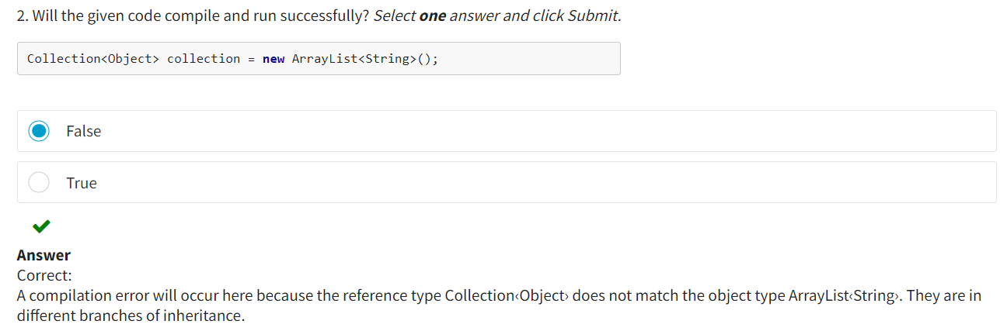 2. Will the given code compile and run successfully? Select one answer and click Submit.
Collection<Object> collection = new ArrayList<String>();
False
True
Answer
Correct:
A compilation error will occur here because the reference type Collection‹Object› does not match the object type ArrayList‹String›. They are in
different branches of inheritance.